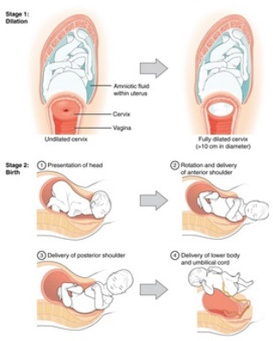 Stage 1:
Dilation
Amniotic fluid
within uterus
Cervix
Vagina
Undilated cervix
Fully dilated cervix
(>10 cm in diameter)
Stage 2:
Birth
1 Presentation of head
2 Rotation and delivery
of anterior shoulder
3 Delivery of posterior shoulder
4 Delivery of lower body
and umbilical cord